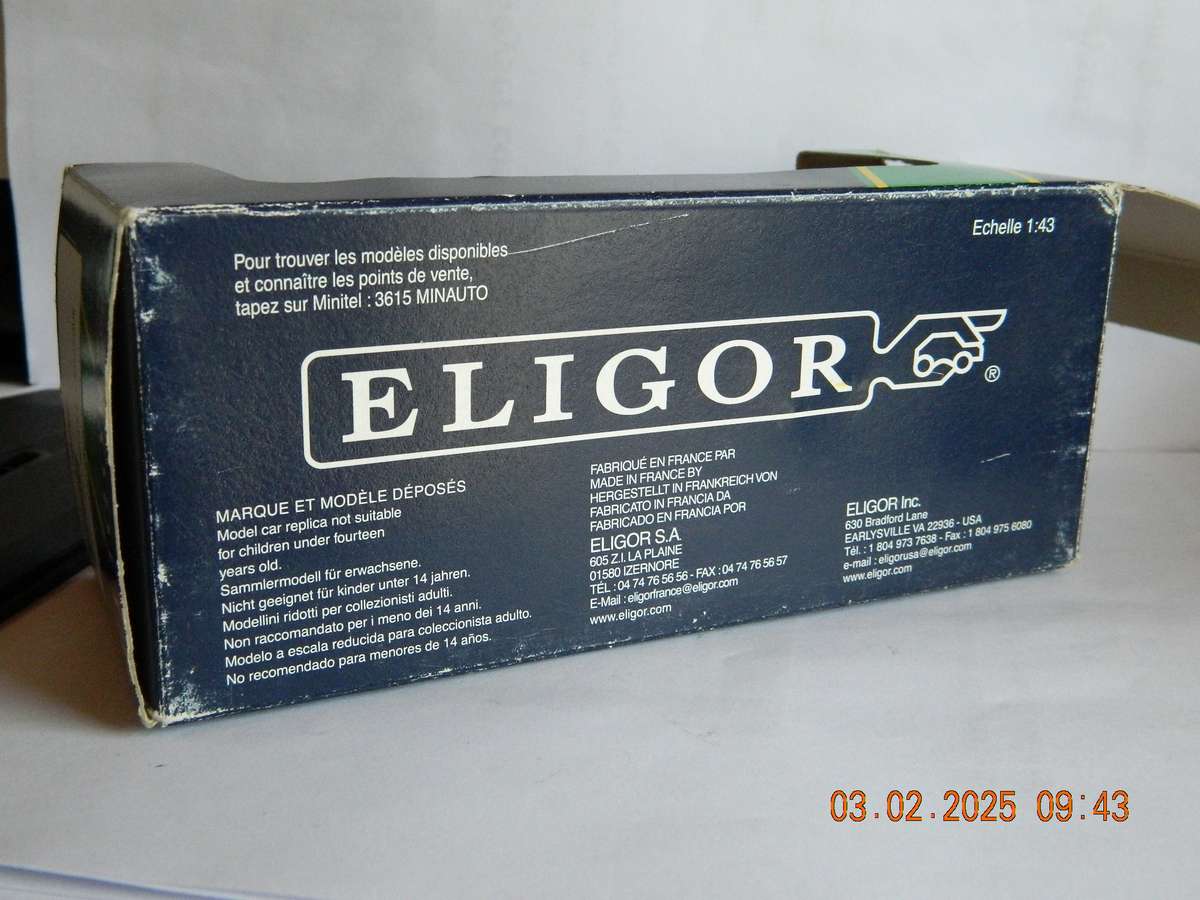 Echelle 1:43
Pour trouver les modèles disponibles
et connaître les points de vente,
tapez sur Minitel : 3615 MINAUTO
ELIGOR ®
MARQUE ET MODÈLE DÉPOSÉS
Model car replica not suitable
for children under fourteen
years old.
Sammlermodell für erwachsene.
Nicht geeignet für kinder unter 14 jahren.
Modellini ridotti per collezionisti adulti.
Non raccomandato per i meno dei 14 anni.
Modelo a escala reducida para coleccionista adulto.
No recomendado para menores de 14 años.
FABRIQUÉ EN FRANCE PAR
MADE IN FRANCE BY
HERGESTELLT IN FRANKREICH VON
FABRICATO IN FRANCIA DA
FABRICADO EN FRANCIA POR
ELIGOR S.A.
605 Z.I. LA PLAINE
01580 IZERNORE
TÉL : 04 74 76 56 56 - FAX : 04 74 76 56 57
E-Mail : eligorfrance@eligor.com
www.eligor.com
ELIGOR Inc.
630 Bradford Lane
EARLYSVILLE VA 22936 - USA
Tél. : 1 804 973 7638 - Fax : 1 804 975 6080
e-mail : eligorusa@eligor.com
www.eligor.com
03.02.2025 09:43